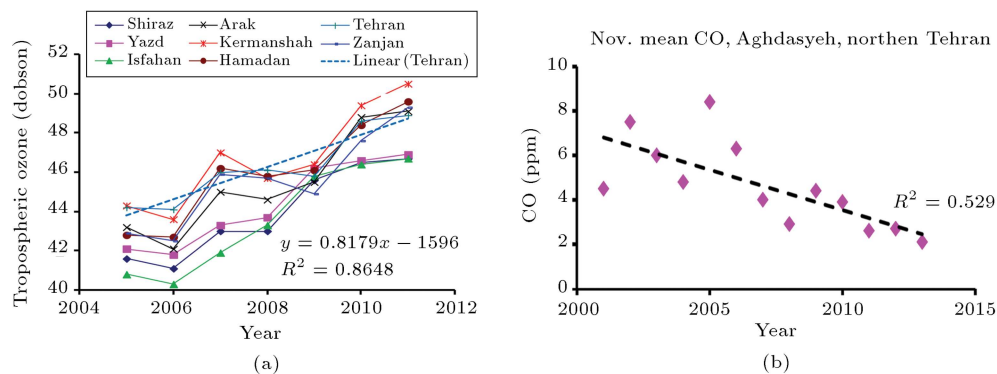 Shiraz Arak Tehran
Yazd Kermanshah Zanjan
Isfahan Hamadan Linear (Tehran)
52
50
48
46
44
42
40
Tropospheric ozone (dobson)
y = 0.8179x − 1596
R² = 0.8648
2004 2006 2008 2010 2012
Year
(a)
Nov. mean CO, Aghdasyeh, northen Tehran
10
8
6
4
2
0
CO (ppm)
R² = 0.529
2000 2005 2010 2015
Year
(b)